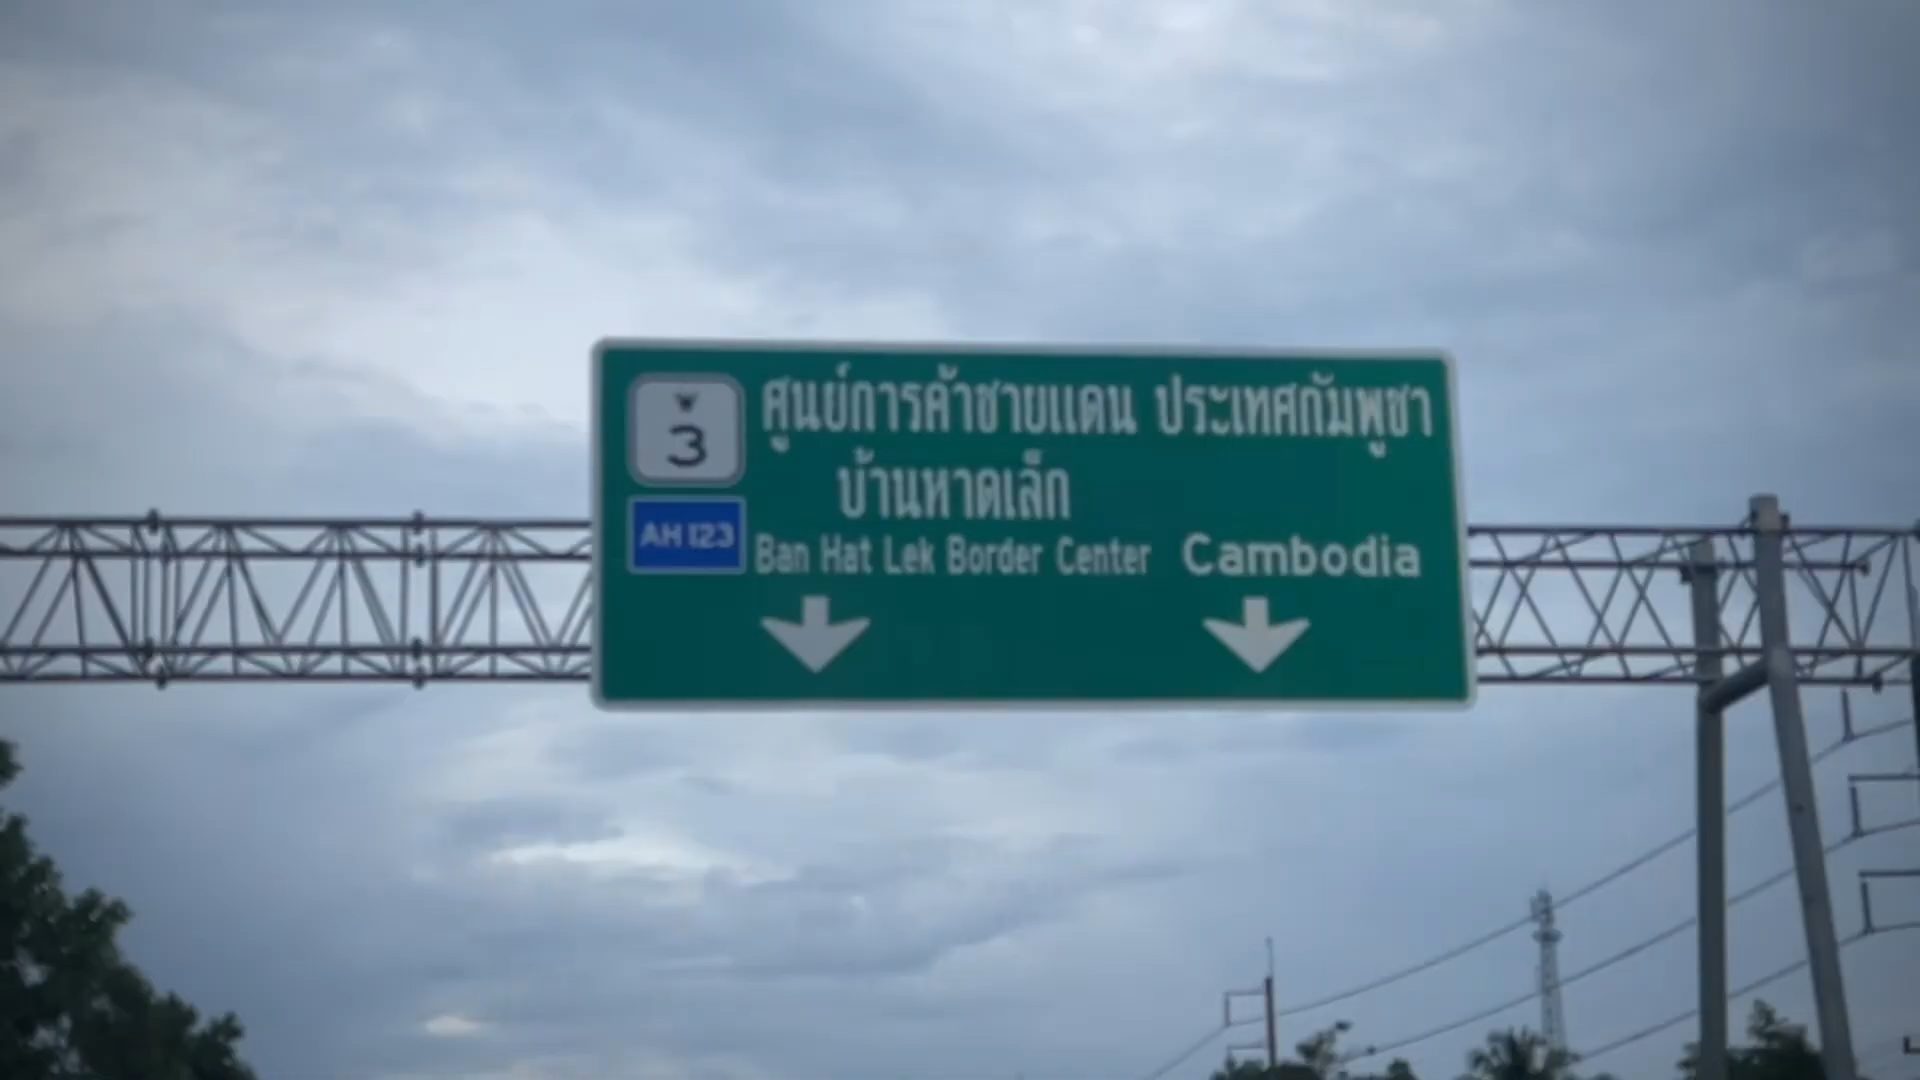 3
ศูนย์การค้าชายแดน ประเทศกัมพูชา
บ้านหาดเล็ก
AH123
Ban Hat Lek Border Center Cambodia